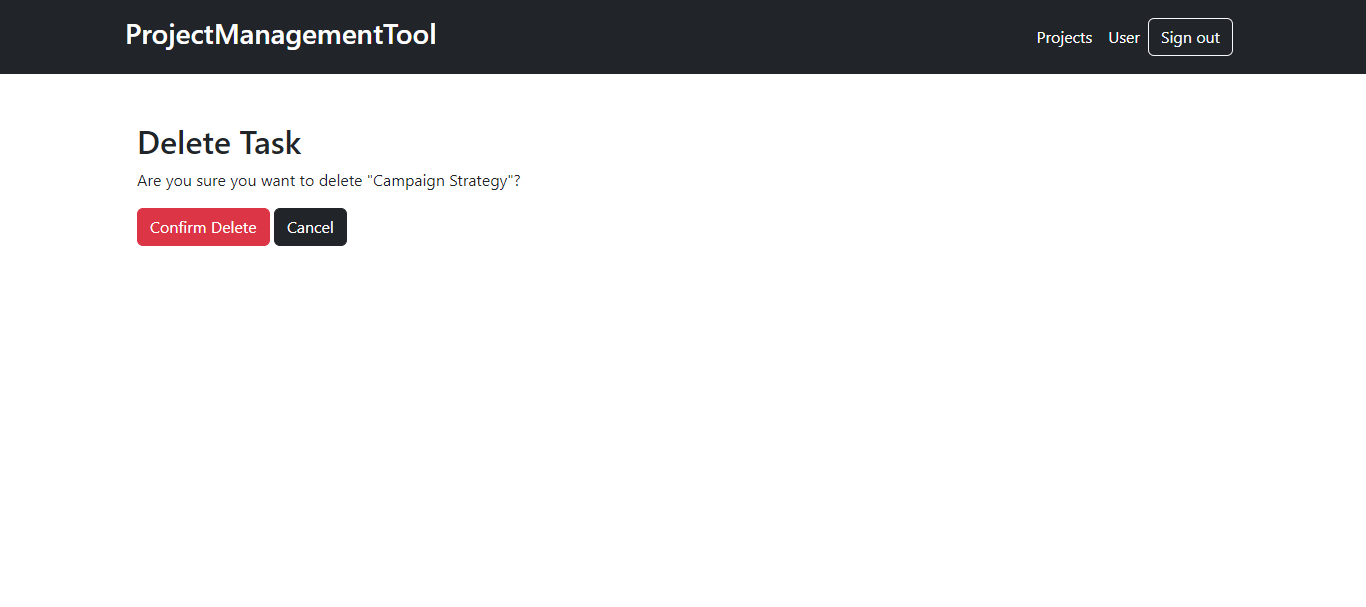 ProjectManagementTool
Projects User Sign out
Delete Task
Are you sure you want to delete "Campaign Strategy"?
Confirm Delete Cancel